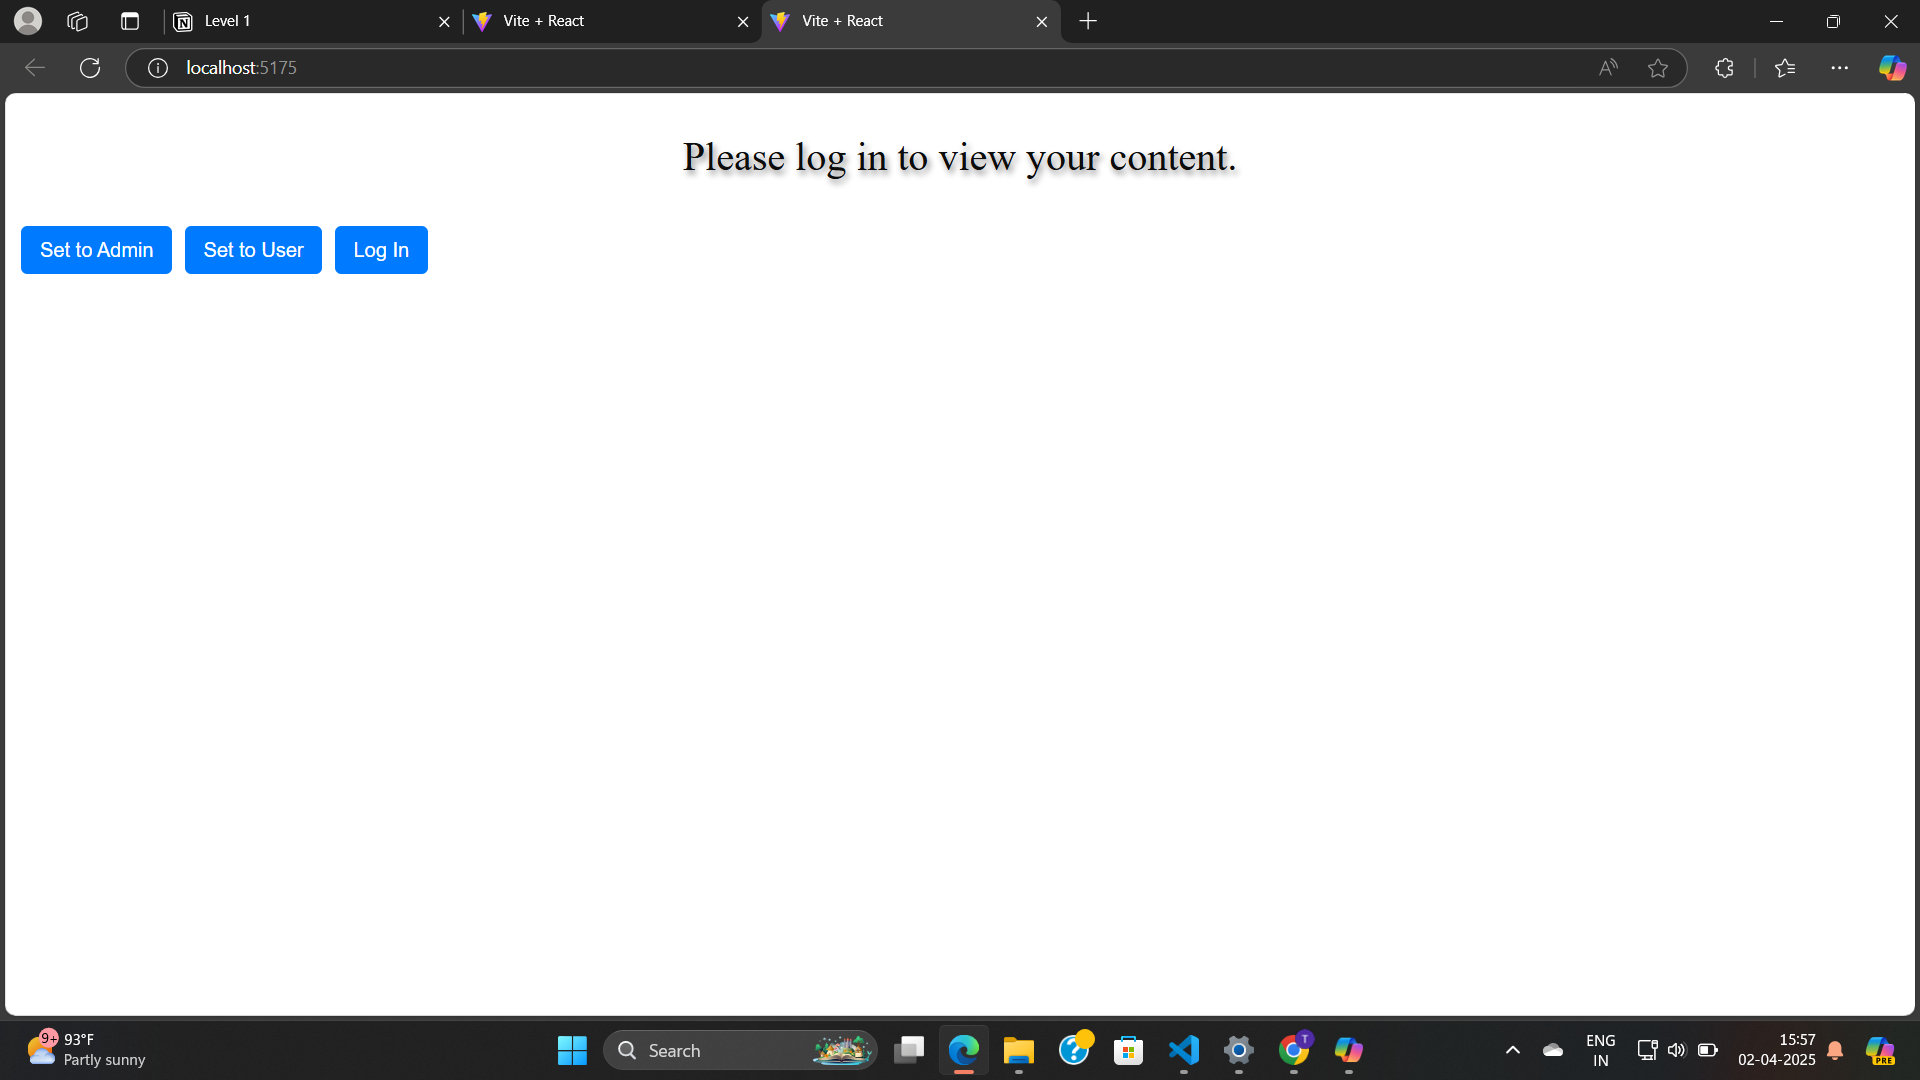 Level 1
Vite + React
Vite + React
localhost:5175
Please log in to view your content.
Set to Admin
Set to User
Log In
9+
93°F
Partly sunny
Search
T
ENG
IN
15:57
02-04-2025
PRE